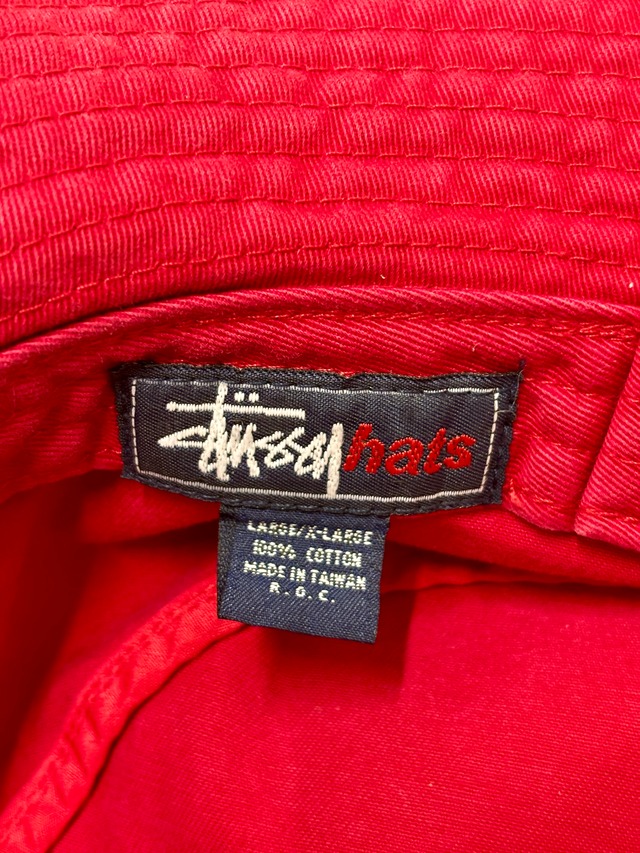 Stüssy hats
LARGE/X-LARGE
100% COTTON
MADE IN TAIWAN
R.O.C.